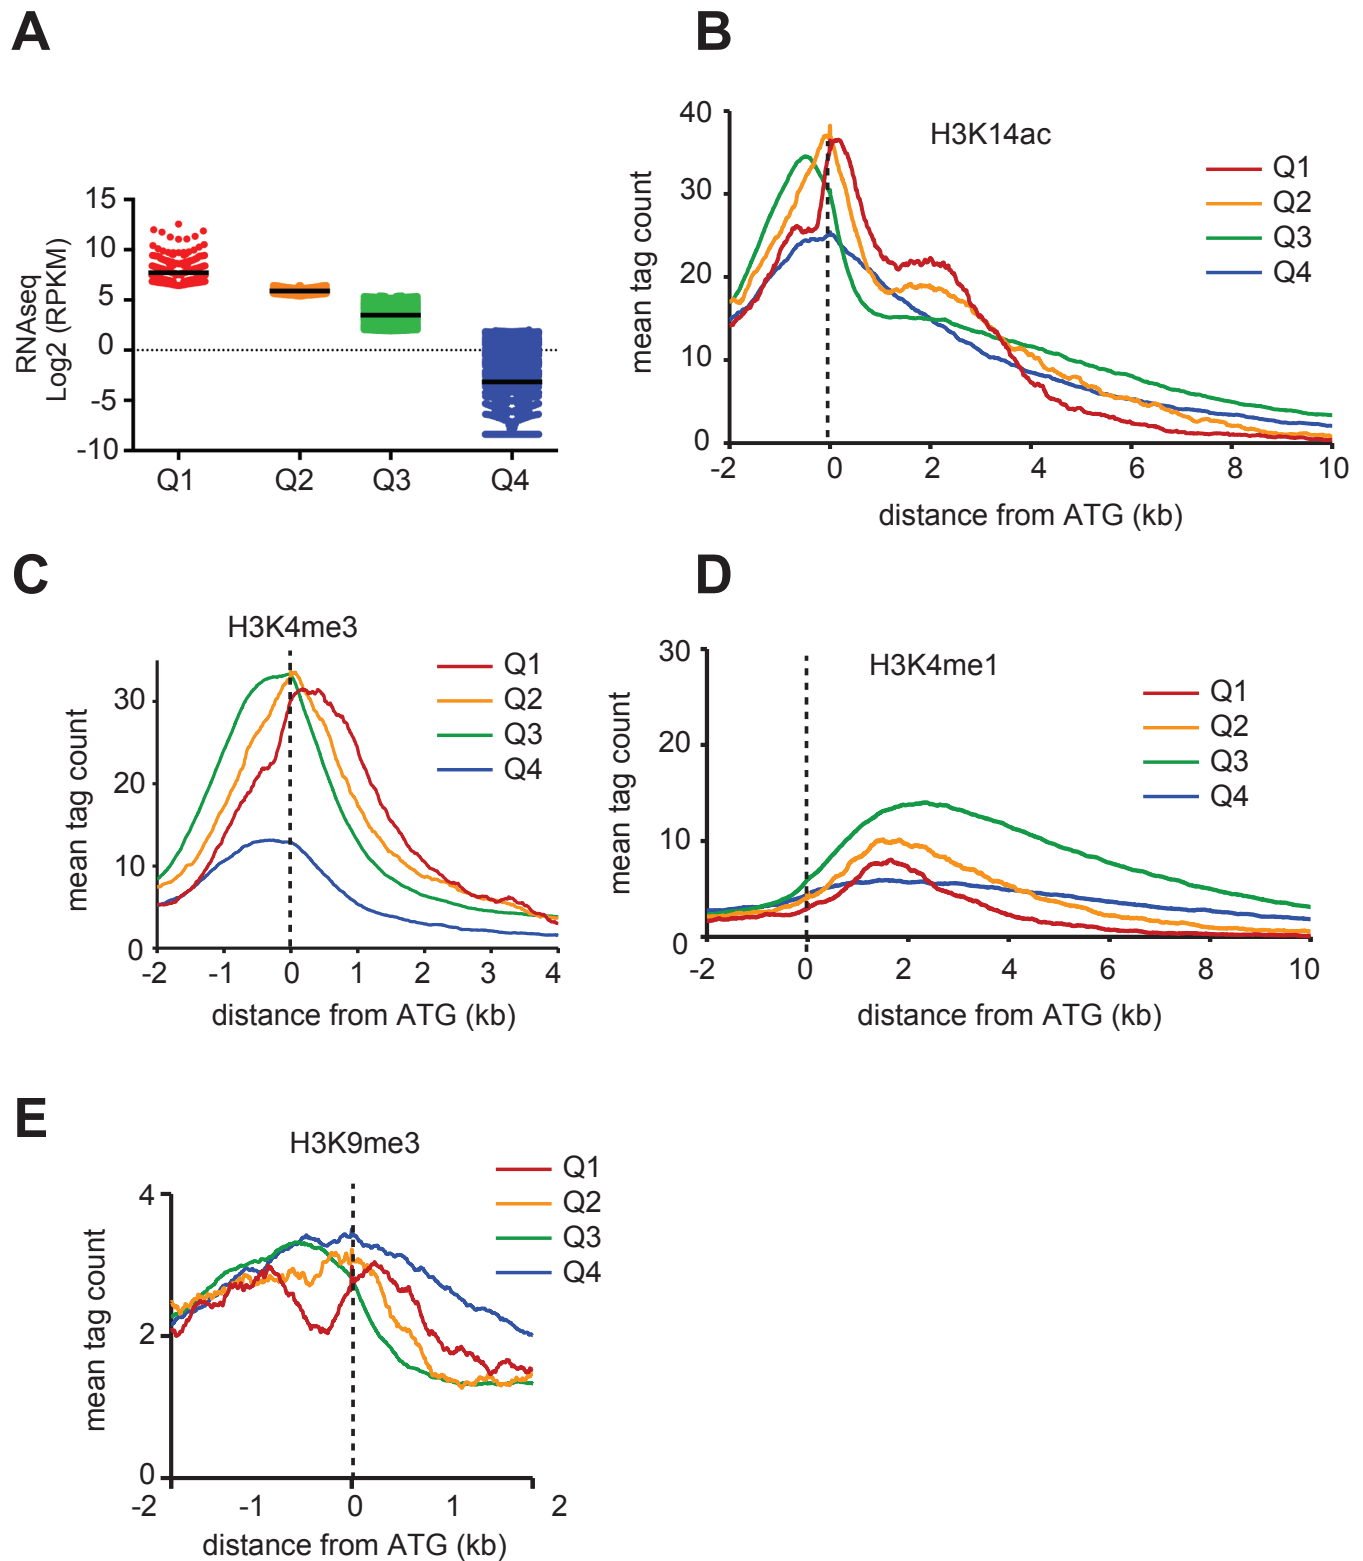 A
15
10
5
0
-5
-10
RNAseq
Log2 (RPKM)
Q1
Q2
Q3
Q4
B
H3K14ac
40
30
20
10
0
mean tag count
Q1
Q2
Q3
Q4
-2
0
2
4
6
8
10
distance from ATG (kb)
C
H3K4me3
30
20
10
0
mean tag count
Q1
Q2
Q3
Q4
-2
-1
0
1
2
3
4
distance from ATG (kb)
D
H3K4me1
30
20
10
0
mean tag count
Q1
Q2
Q3
Q4
-2
0
2
4
6
8
10
distance from ATG (kb)
E
H3K9me3
4
2
0
mean tag count
Q1
Q2
Q3
Q4
-2
-1
0
1
2
distance from ATG (kb)